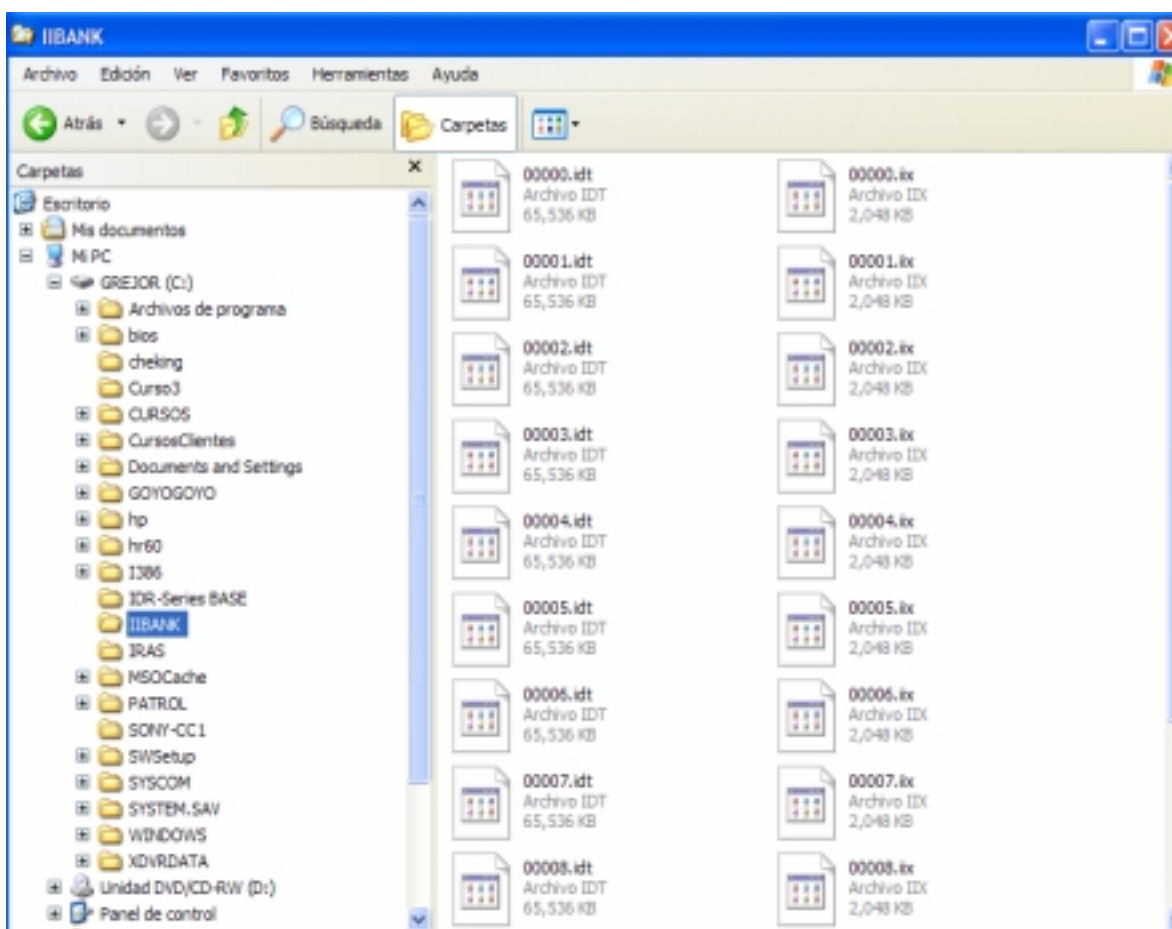 IIBANK
Archivo Edición Ver Favoritos Herramientas Ayuda
Atrás Búsqueda Carpetas
Carpetas
Escritorio
Mis documentos
Mi PC
GREJOR (C:)
Archivos de programa
bios
cheking
Curso3
CURSOS
CursosClientes
Documents and Settings
GOYOGOYO
hp
hr60
I386
IDR-Series BASE
IIBANK
IRAS
MSOCache
PATROL
SONY-CC1
SWSetup
SYSCOM
SYSTEM.SAV
WINDOWS
XDVRDATA
Unidad DVD/CD-RW (D:)
Panel de control
00000.idt
Archivo IDT
65,536 KB
00000.iix
Archivo IIX
2,048 KB
00001.idt
Archivo IDT
65,536 KB
00001.iix
Archivo IIX
2,048 KB
00002.idt
Archivo IDT
65,536 KB
00002.iix
Archivo IIX
2,048 KB
00003.idt
Archivo IDT
65,536 KB
00003.iix
Archivo IIX
2,048 KB
00004.idt
Archivo IDT
65,536 KB
00004.iix
Archivo IIX
2,048 KB
00005.idt
Archivo IDT
65,536 KB
00005.iix
Archivo IIX
2,048 KB
00006.idt
Archivo IDT
65,536 KB
00006.iix
Archivo IIX
2,048 KB
00007.idt
Archivo IDT
65,536 KB
00007.iix
Archivo IIX
2,048 KB
00008.idt
Archivo IDT
65,536 KB
00008.iix
Archivo IIX
2,048 KB